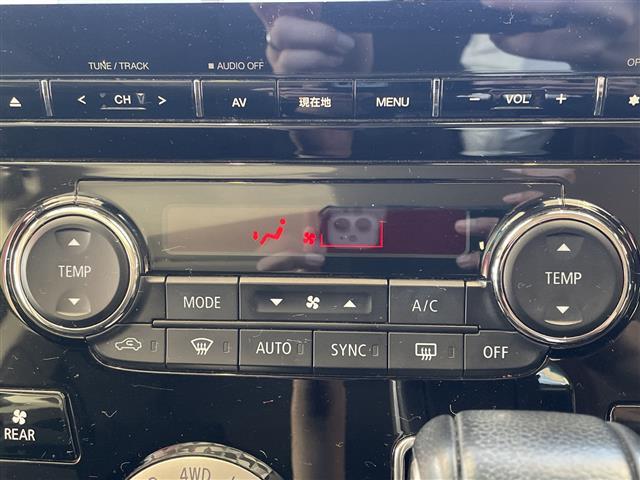 TUNE / TRACK AUDIO OFF OP
< CH > AV 現在地 MENU − VOL +
TEMP TEMP
MODE A/C
AUTO SYNC OFF
REAR
4WD